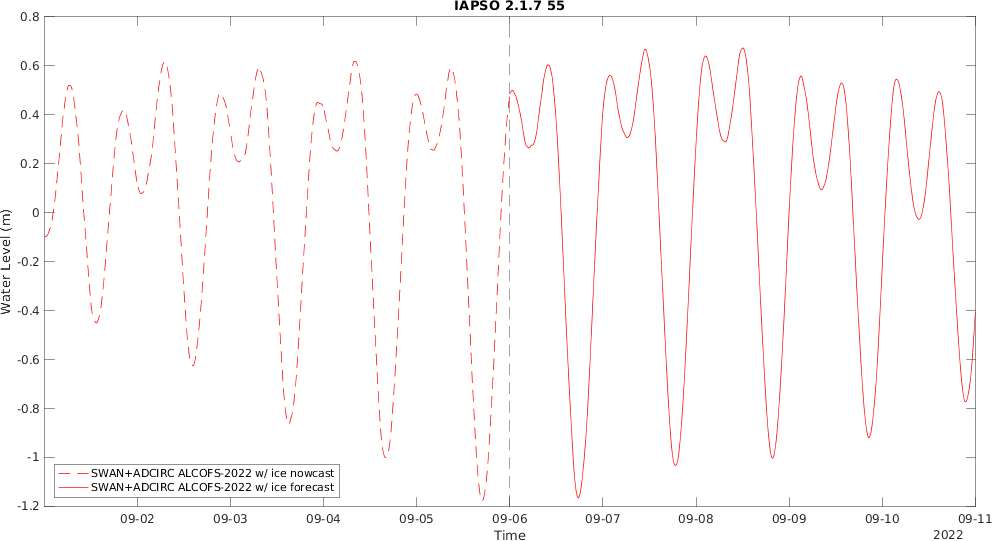 IAPSO 2.1.7 55
0.8
0.6
0.4
0.2
0
-0.2
-0.4
-0.6
-0.8
-1
-1.2
Water Level (m)
SWAN+ADCIRC ALCOFS-2022 w/ ice nowcast
SWAN+ADCIRC ALCOFS-2022 w/ ice forecast
09-02 09-03 09-04 09-05 09-06 09-07 09-08 09-09 09-10 09-11
Time
2022